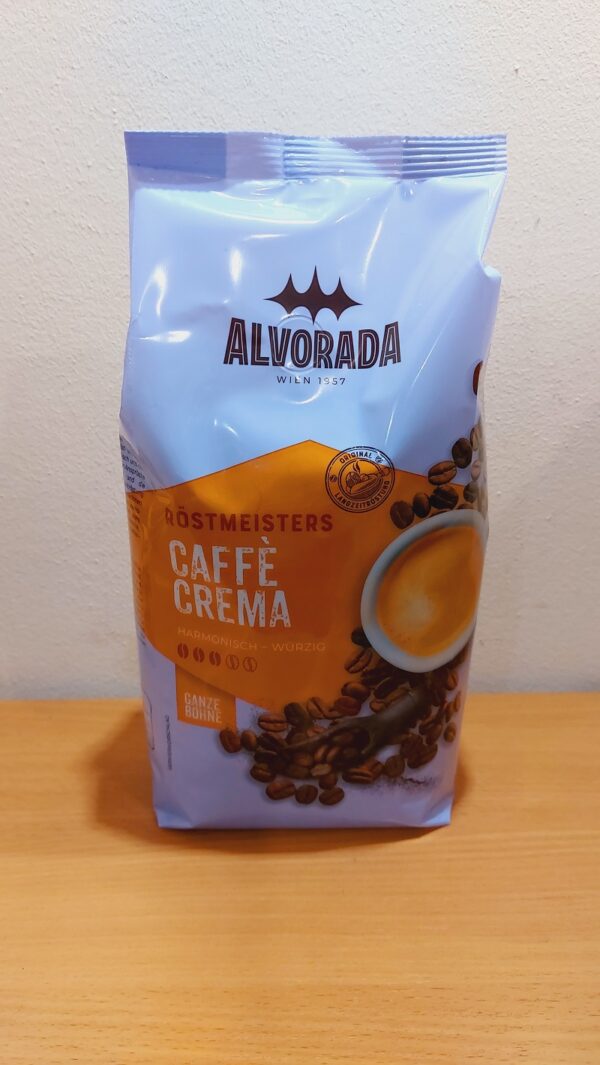 ALVORADA
WIEN 1957
ORIGINAL
LANGZEITRÖSTUNG
RÖSTMEISTERS
CAFFÈ
CREMA
HARMONISCH – WÜRZIG
GANZE
BOHNE